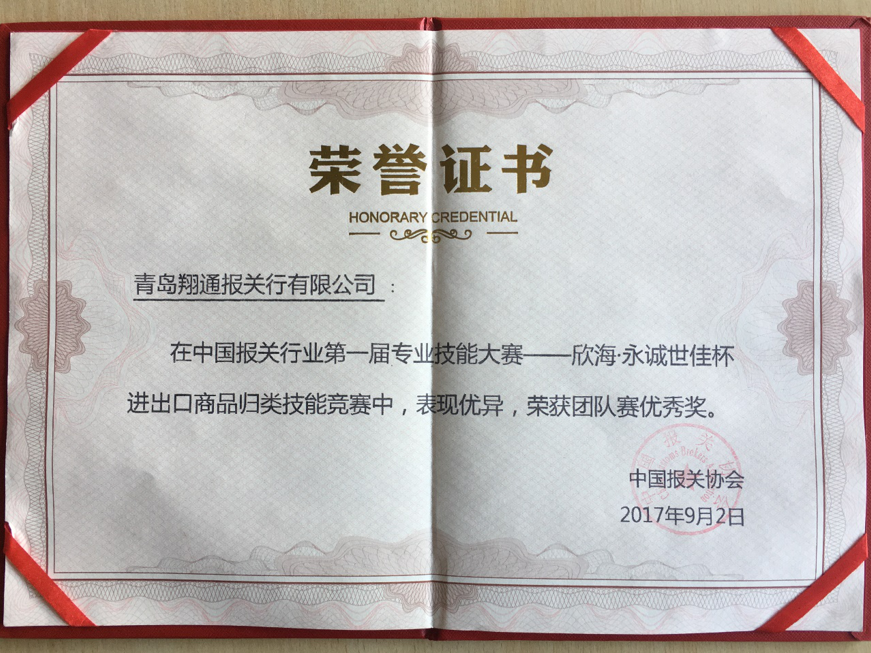 荣誉证书
HONORARY CREDENTIAL
青岛翔通报关行有限公司：
在中国报关行业第一届专业技能大赛——欣海·永诚世佳杯
进出口商品归类技能竞赛中，表现优异，荣获团队赛优秀奖。
中国报关协会
2017年9月2日